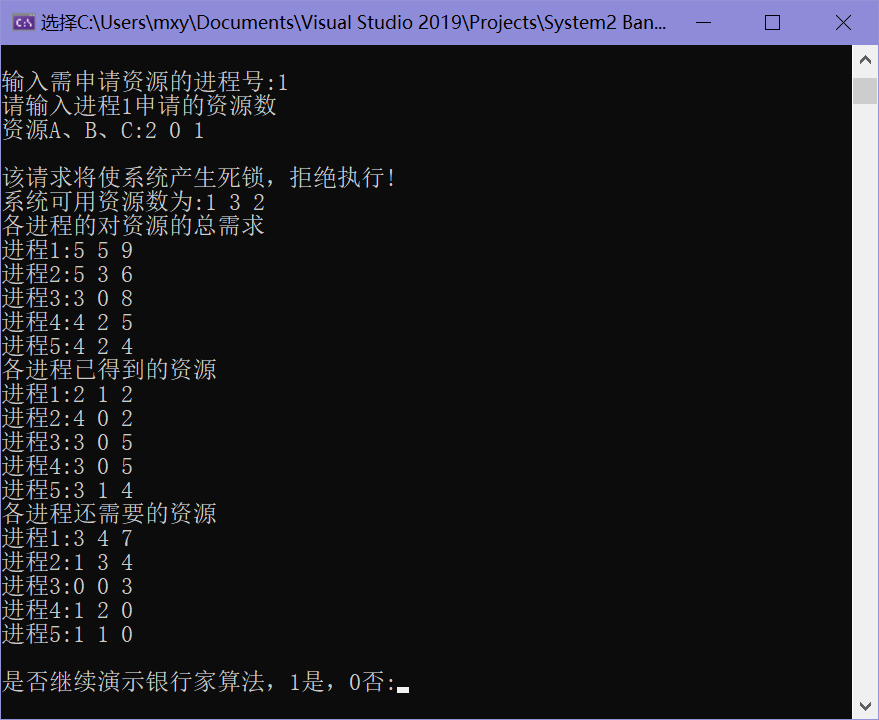 选择C:\Users\mxy\Documents\Visual Studio 2019\Projects\System2 Ban...
输入需申请资源的进程号:1
请输入进程1申请的资源数
资源A、B、C:2 0 1
该请求将使系统产生死锁，拒绝执行!
系统可用资源数为:1 3 2
各进程的对资源的总需求
进程1:5 5 9
进程2:5 3 6
进程3:3 0 8
进程4:4 2 5
进程5:4 2 4
各进程已得到的资源
进程1:2 1 2
进程2:4 0 2
进程3:3 0 5
进程4:3 0 5
进程5:3 1 4
各进程还需要的资源
进程1:3 4 7
进程2:1 3 4
进程3:0 0 3
进程4:1 2 0
进程5:1 1 0
是否继续演示银行家算法，1是，0否: